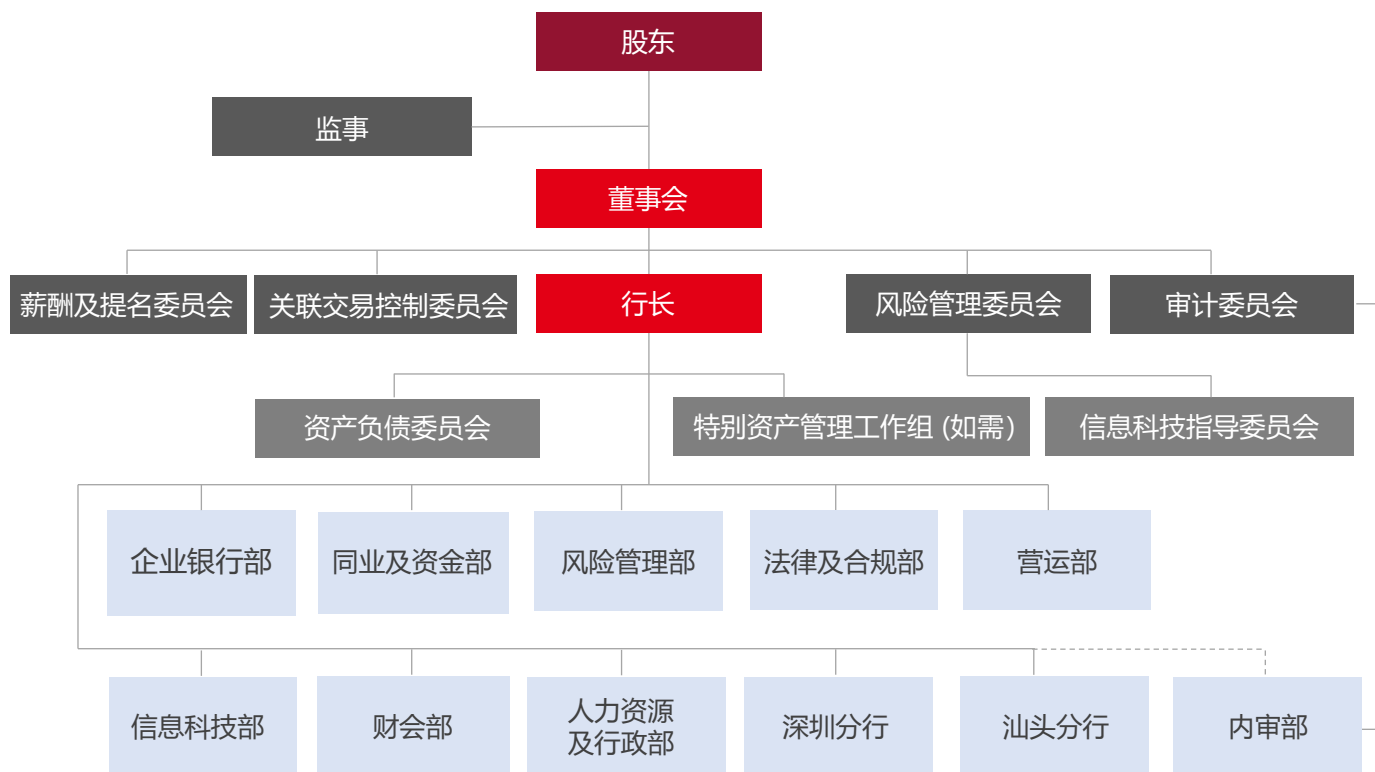 股东
监事
董事会
薪酬及提名委员会
关联交易控制委员会
行长
风险管理委员会
审计委员会
资产负债委员会
特别资产管理工作组 (如需)
信息科技指导委员会
企业银行部
同业及资金部
风险管理部
法律及合规部
营运部
信息科技部
财会部
人力资源
及行政部
深圳分行
汕头分行
内审部